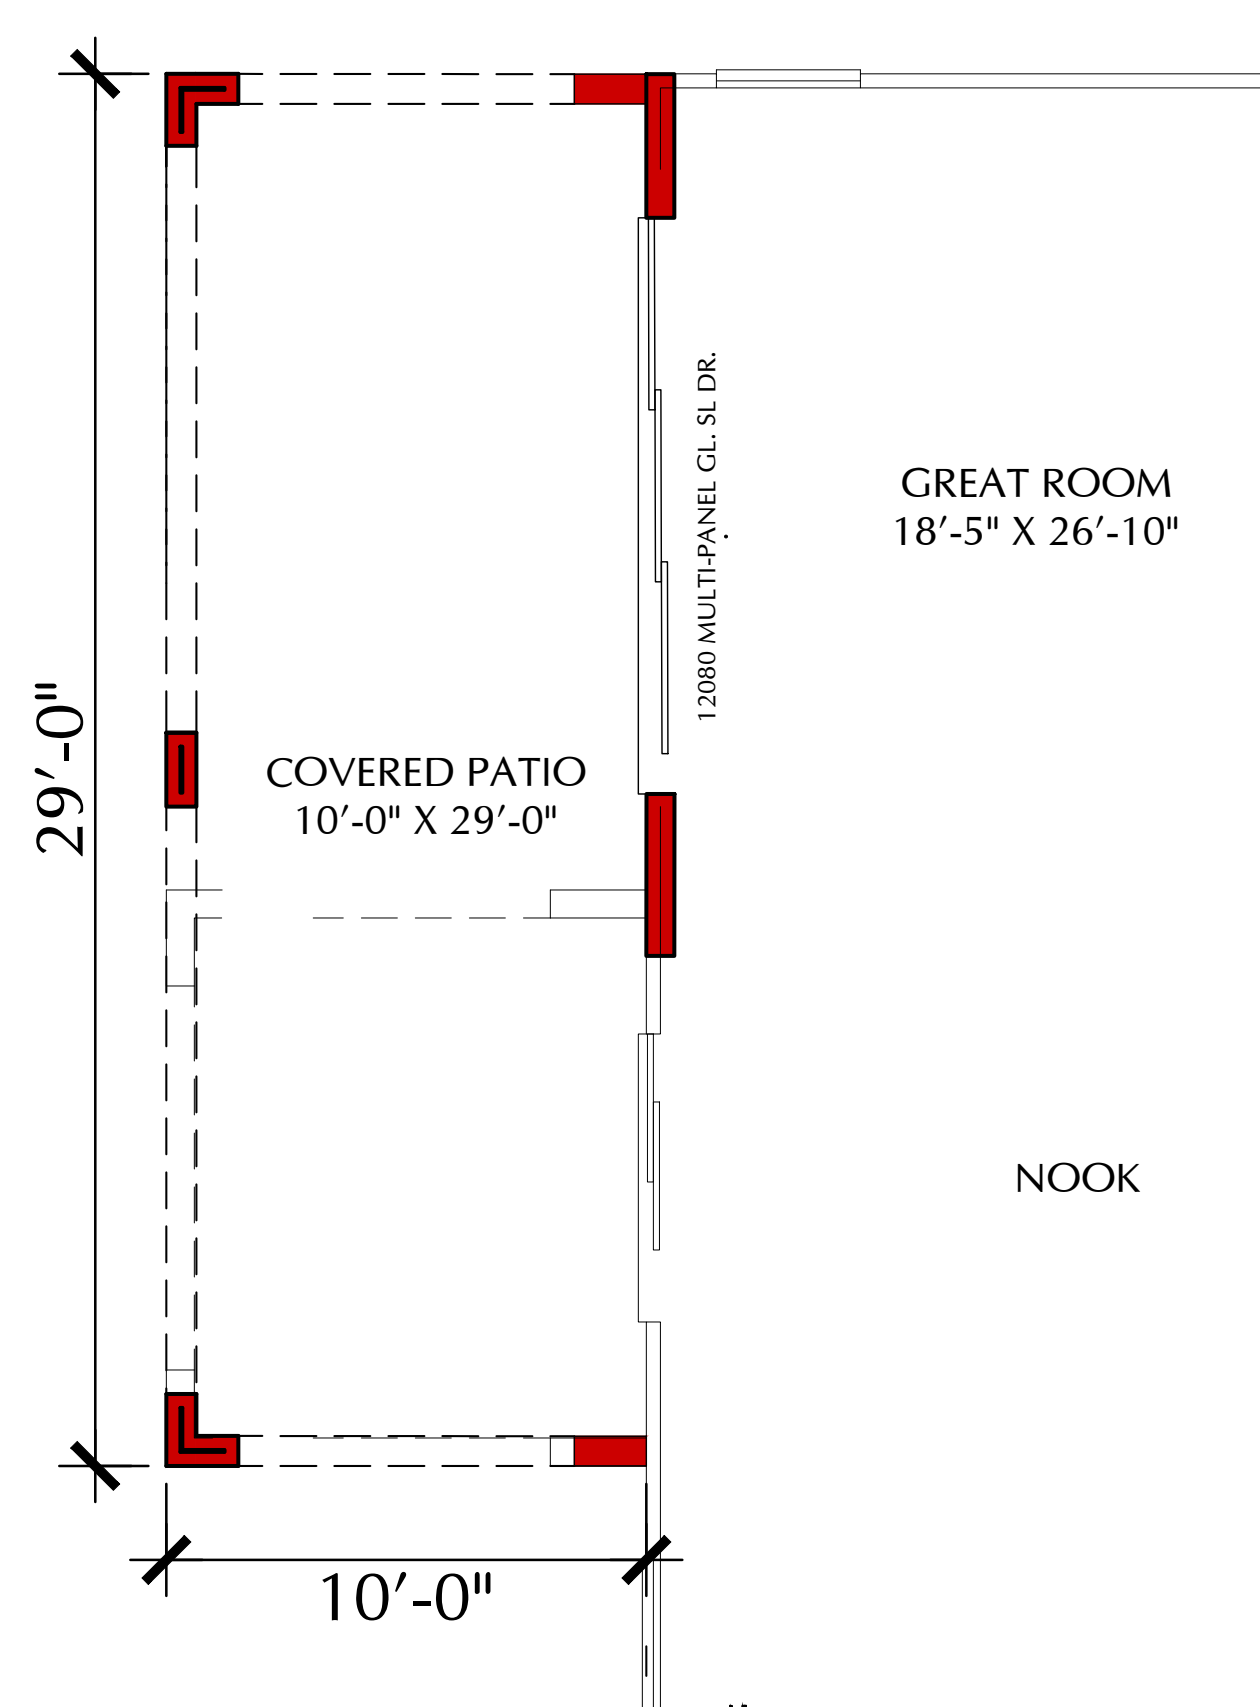 12080 MULTI-PANEL GL. SL DR.
GREAT ROOM
18'-5" X 26'-10"
29'-0"
COVERED PATIO
10'-0" X 29'-0"
NOOK
10'-0"